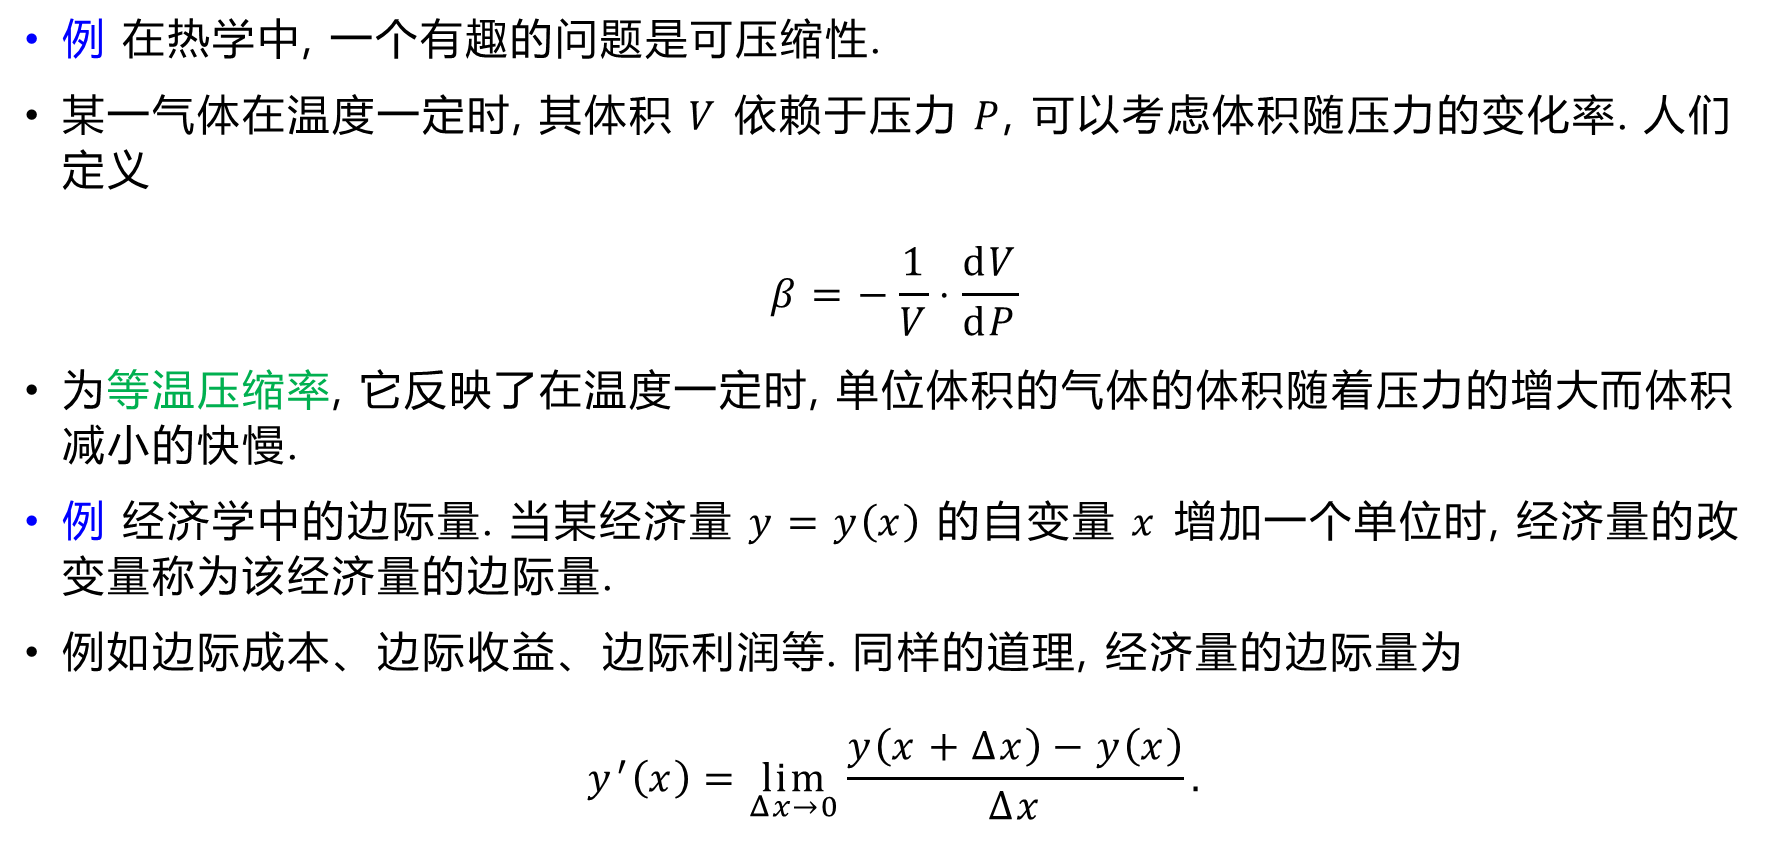 • 例 在热学中, 一个有趣的问题是可压缩性.
• 某一气体在温度一定时, 其体积 V 依赖于压力 P, 可以考虑体积随压力的变化率. 人们
定义
β = − 1/V · dV/dP
• 为等温压缩率, 它反映了在温度一定时, 单位体积的气体的体积随着压力的增大而体积
减小的快慢.
• 例 经济学中的边际量. 当某经济量 y = y(x) 的自变量 x 增加一个单位时, 经济量的改
变量称为该经济量的边际量.
• 例如边际成本、边际收益、边际利润等. 同样的道理, 经济量的边际量为
y′(x) = lim_{Δx→0} (y(x + Δx) − y(x))/Δx.